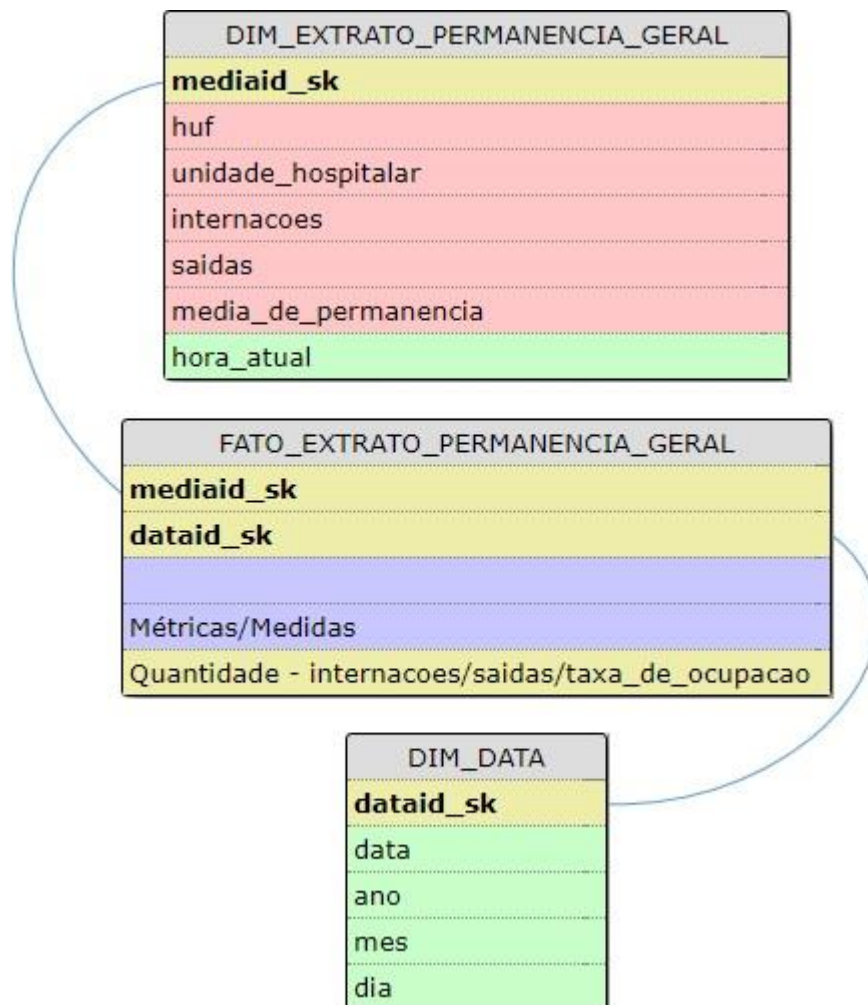 DIM_EXTRATO_PERMANENCIA_GERAL
mediaid_sk
huf
unidade_hospitalar
internacoes
saidas
media_de_permanencia
hora_atual
FATO_EXTRATO_PERMANENCIA_GERAL
mediaid_sk
dataid_sk
Métricas/Medidas
Quantidade - internacoes/saidas/taxa_de_ocupacao
DIM_DATA
dataid_sk
data
ano
mes
dia